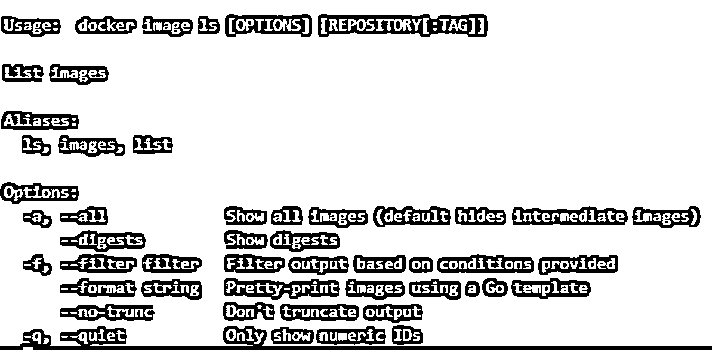 Usage:  docker image ls [OPTIONS] [REPOSITORY[:TAG]]
List images
Aliases:
  ls, images, list
Options:
  -a, --all             Show all images (default hides intermediate images)
      --digests         Show digests
  -f, --filter filter   Filter output based on conditions provided
      --format string   Pretty-print images using a Go template
      --no-trunc        Don't truncate output
  -q, --quiet           Only show numeric IDs